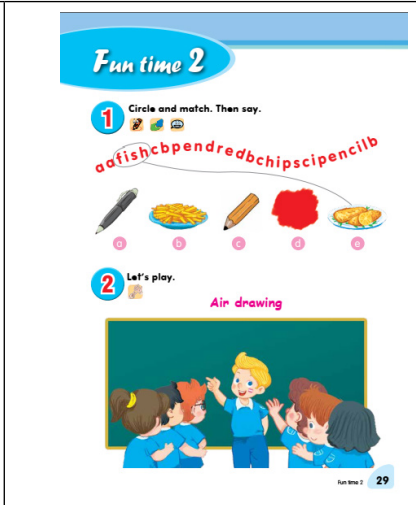 Fun time 2
1 Circle and match. Then say.
aafishcbpendredbchipscipencilb
a b c d e
2 Let's play.
Air drawing
Fun time 2 29